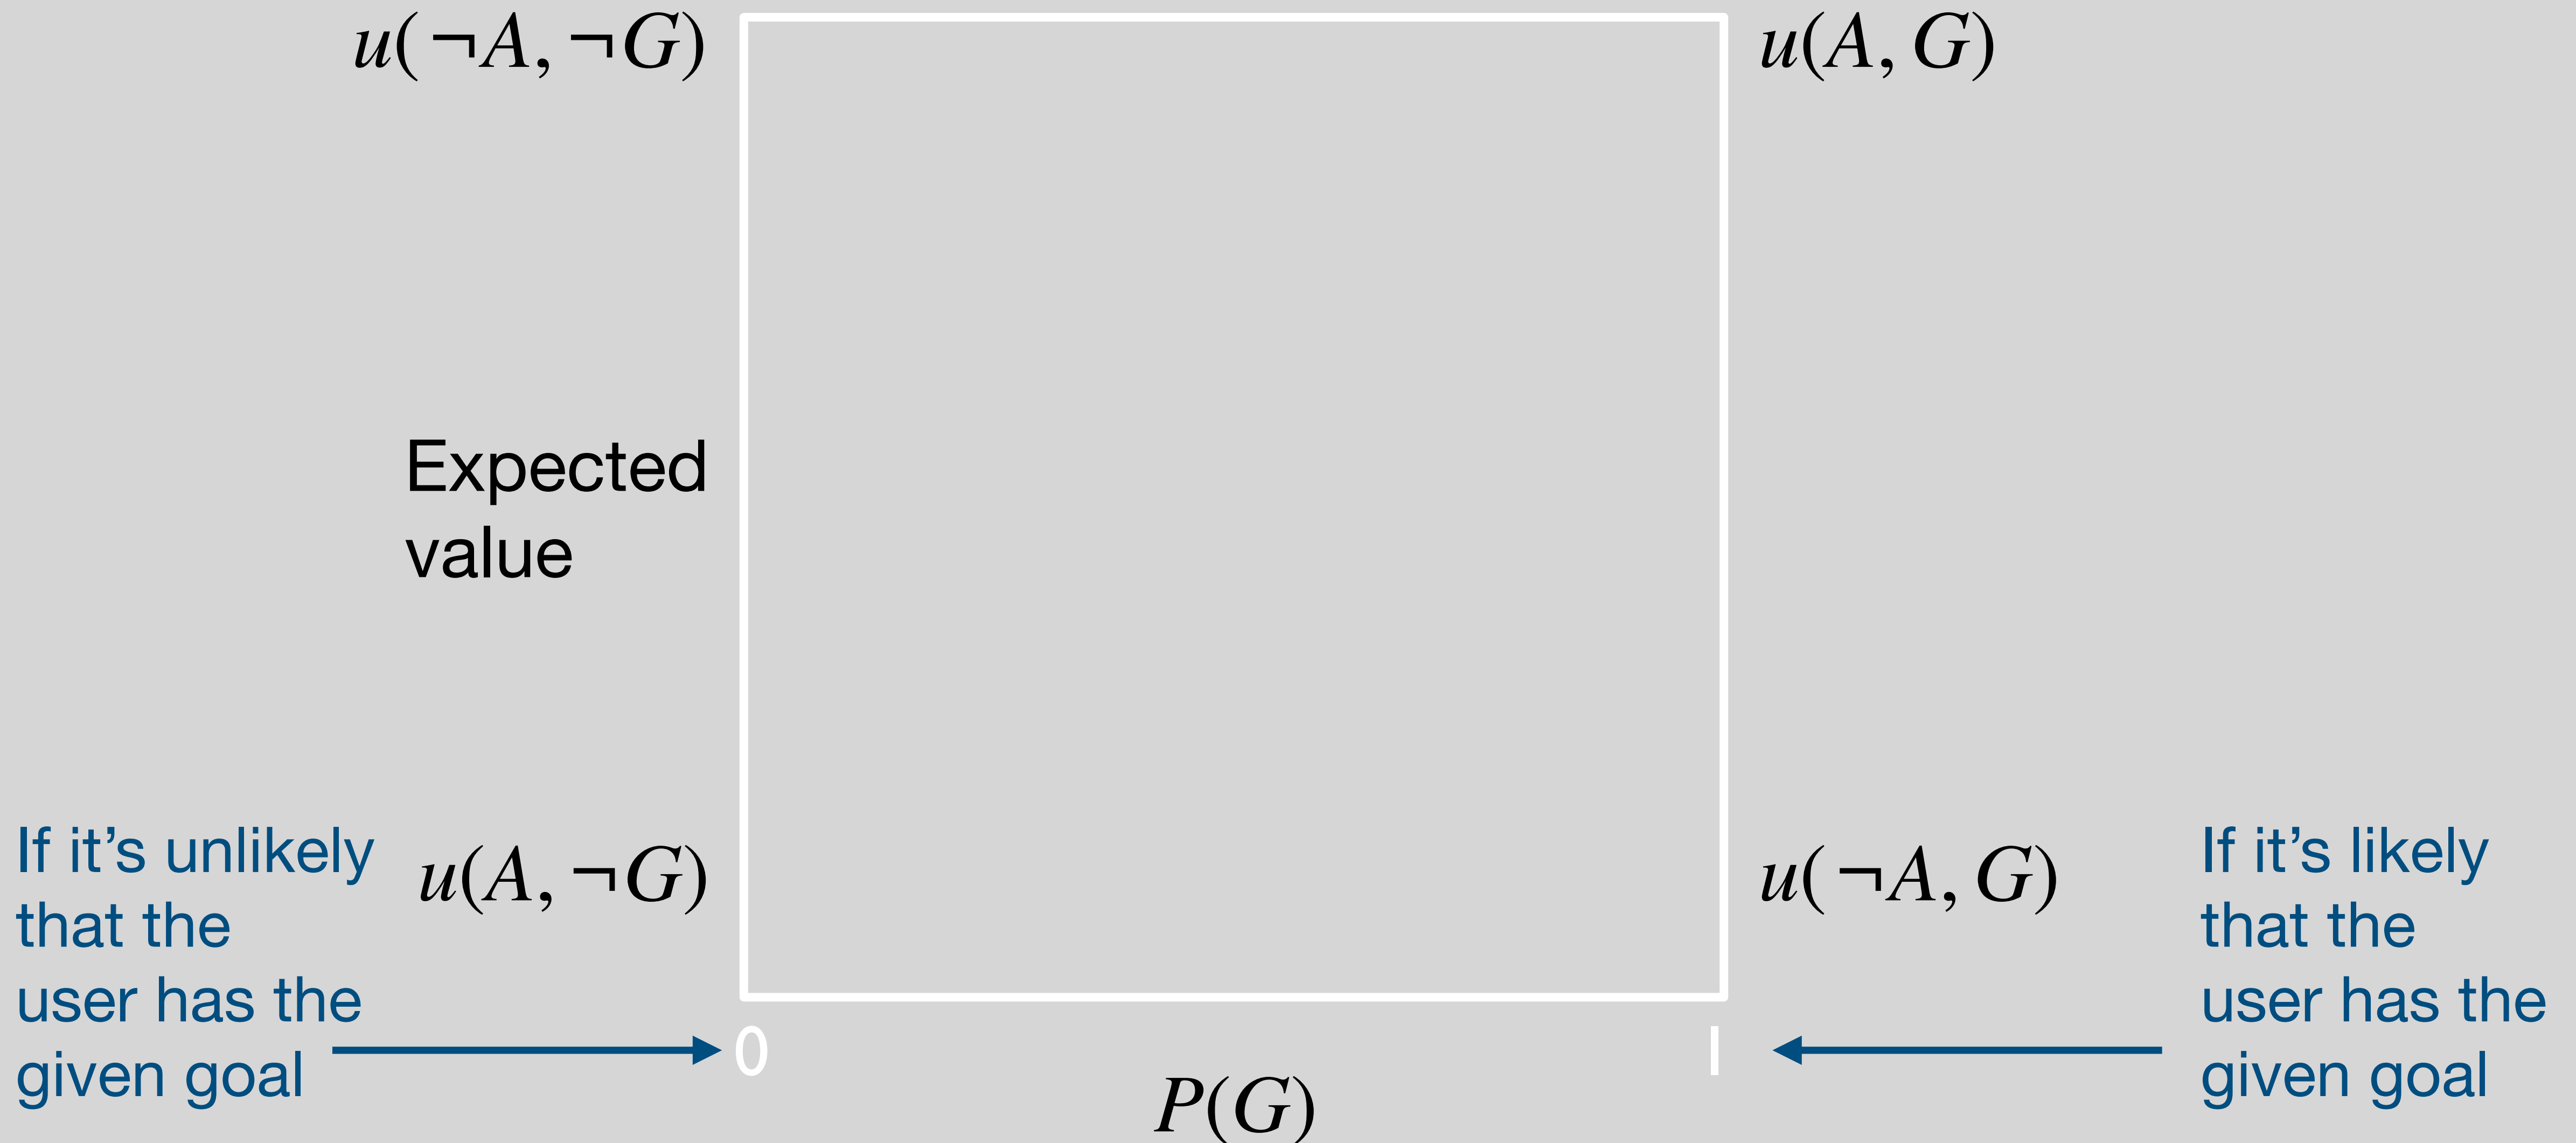 u(¬A, ¬G)
u(A, G)
Expected
value
If it’s unlikely
that the
user has the
given goal
u(A, ¬G)
u(¬A, G)
If it’s likely
that the
user has the
given goal
0
1
P(G)